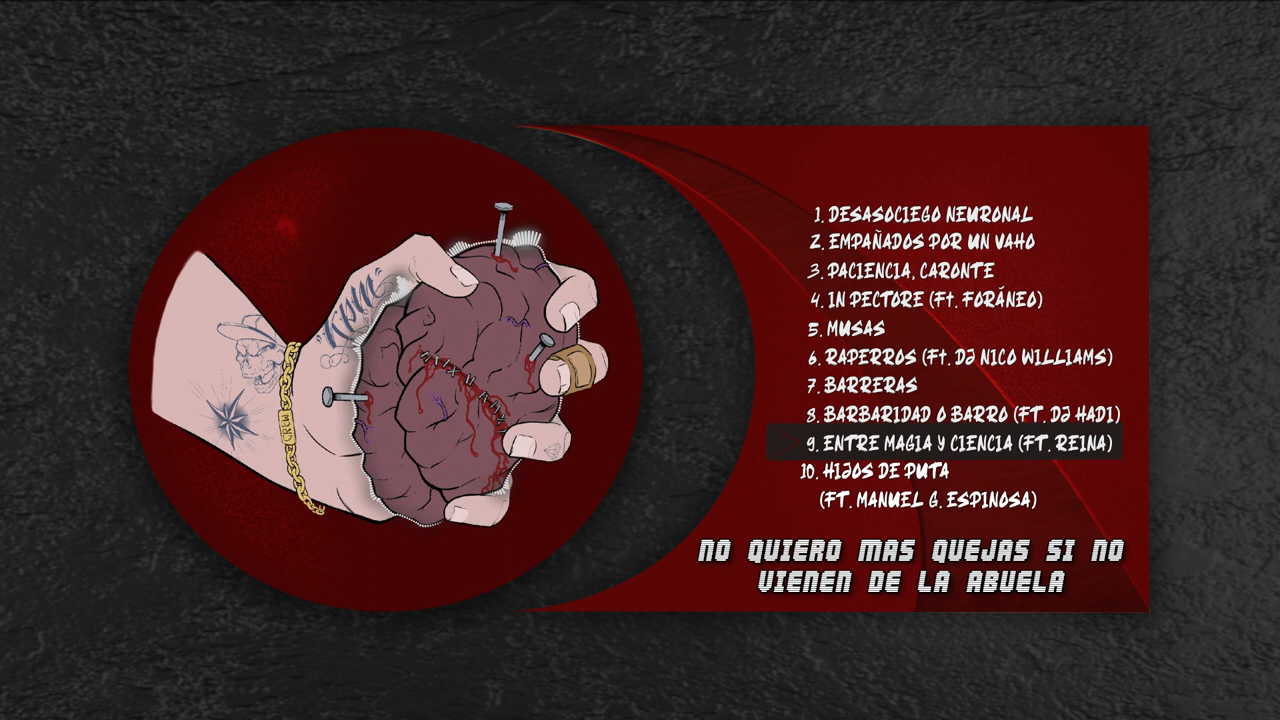 1. DESASOCIEGO NEURONAL
2. EMPAÑADOS POR UN VAHO
3. PACIENCIA, CARONTE
4. IN PECTORE (Ft. FORÁNEO)
5. MUSAS
6. RAPERROS (Ft. DJ NICO WILLIAMS)
7. BARRERAS
8. BARBARIDAD O BARRO (FT. DJ HADI)
9. ENTRE MAGIA Y CIENCIA (FT. REINA)
10. HIJOS DE PUTA
(FT. MANUEL G. ESPINOSA)
NO QUIERO MAS QUEJAS SI NO
VIENEN DE LA ABUELA
"Kpm"
CREW